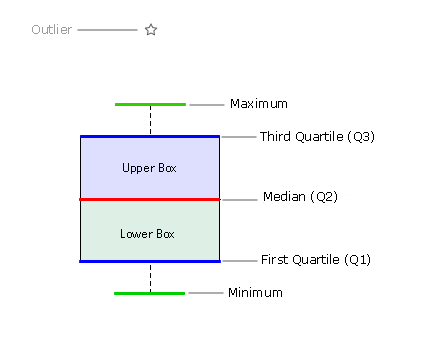 Outlier
Maximum
Third Quartile (Q3)
Upper Box
Median (Q2)
Lower Box
First Quartile (Q1)
Minimum